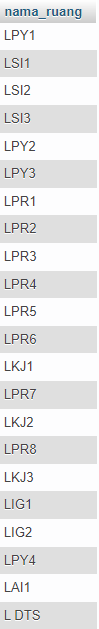 nama_ruang
LPY1
LSI1
LSI2
LSI3
LPY2
LPY3
LPR1
LPR2
LPR3
LPR4
LPR5
LPR6
LKJ1
LPR7
LKJ2
LPR8
LKJ3
LIG1
LIG2
LPY4
LAI1
L DTS